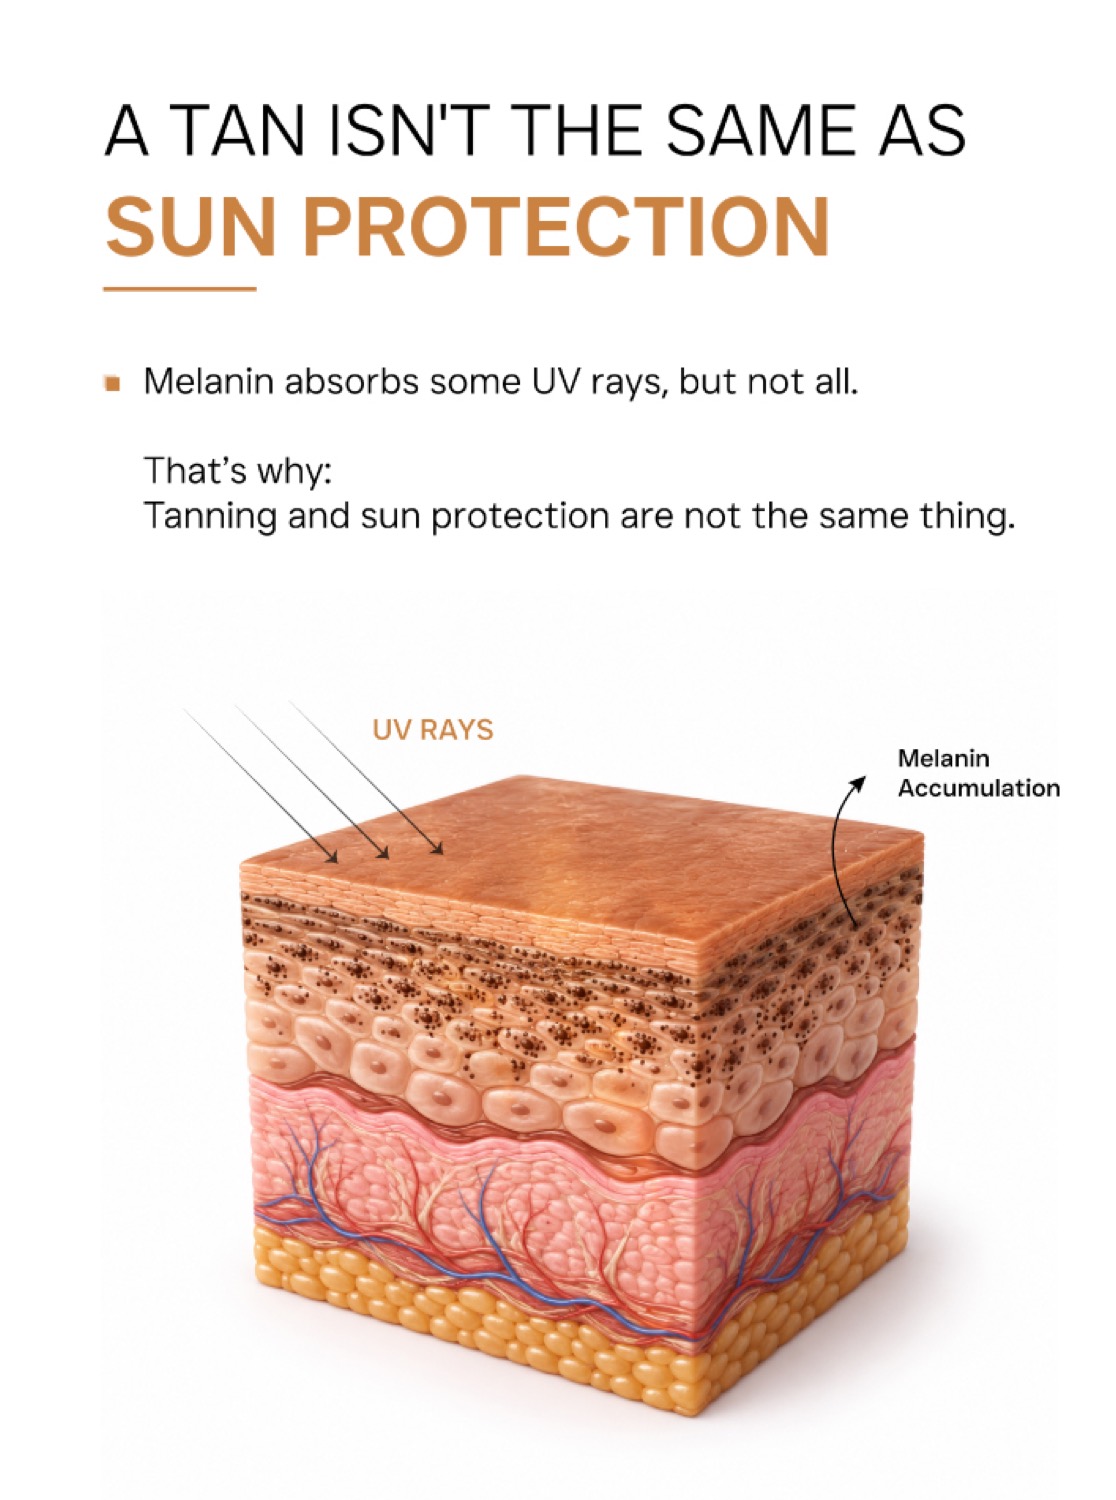 A TAN ISN'T THE SAME AS
SUN PROTECTION
Melanin absorbs some UV rays, but not all.
That’s why:
Tanning and sun protection are not the same thing.
UV RAYS
Melanin
Accumulation